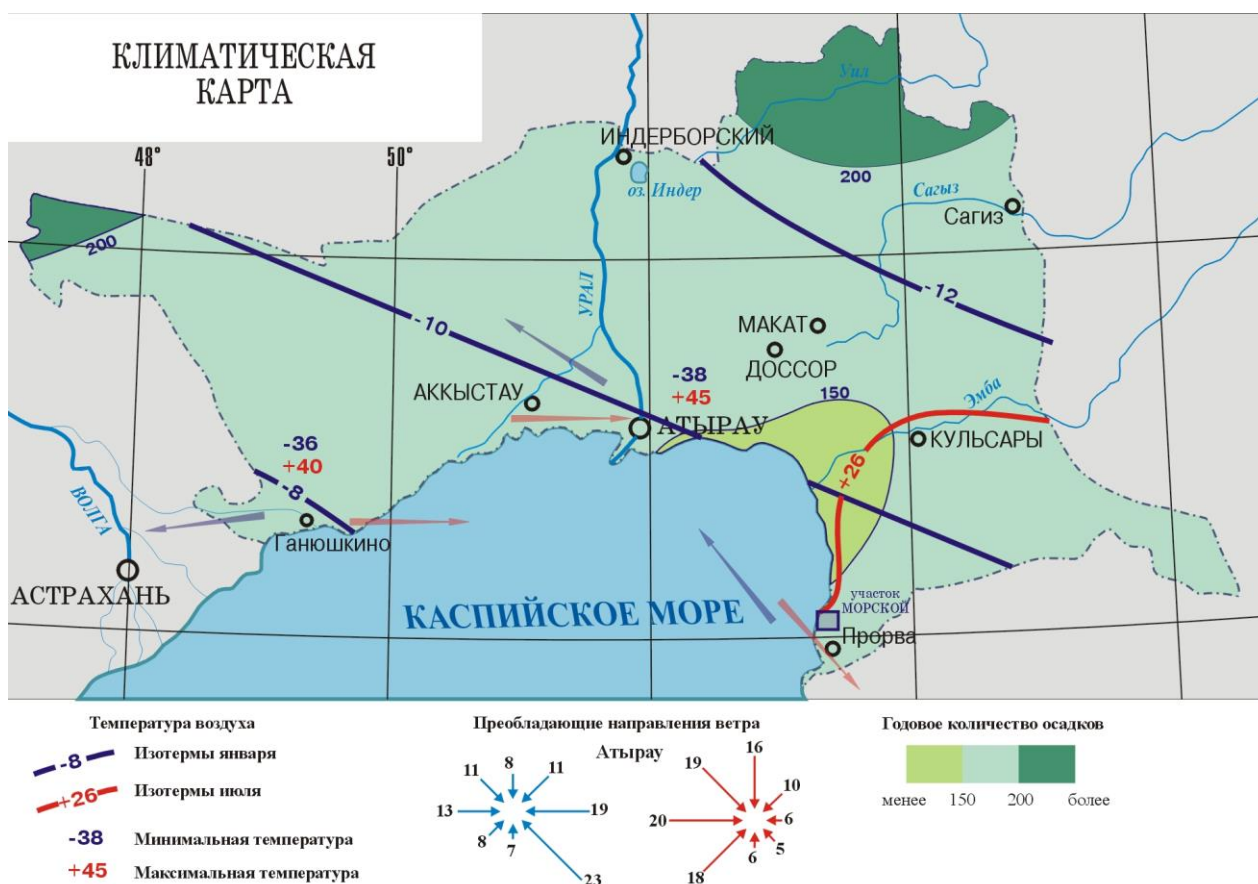 КЛИМАТИЧЕСКАЯ
КАРТА
48°
50°
Уил
ИНДЕРБОРСКИЙ
оз. Индер
200
Сагыз
Сагиз
200
УРАЛ
-12
-10
МАКАТ
ДОССОР
-38
+45
150
АККЫСТАУ
Эмба
АТЫРАУ
КУЛЬСАРЫ
-36
+40
+26
-8
ВОЛГА
Ганюшкино
АСТРАХАНЬ
КАСПИЙСКОЕ МОРЕ
участок
МОРСКОЙ
Прорва
Температура воздуха
-8 Изотермы января
+26 Изотермы июля
-38 Минимальная температура
+45 Максимальная температура
Преобладающие направления ветра
Атырау
11 8 11
13 19
8 7 23
19 16 10
20 6
18 6 5
Годовое количество осадков
менее 150 200 более